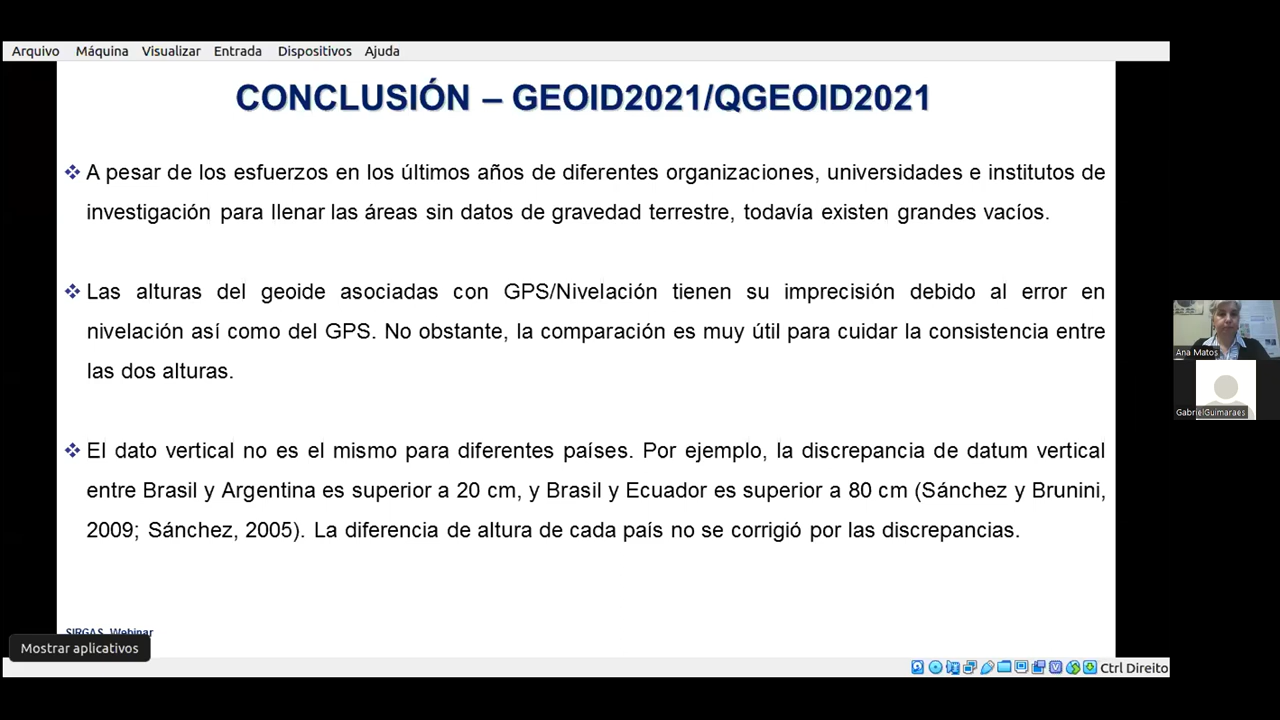 Arquivo Máquina Visualizar Entrada Dispositivos Ajuda
CONCLUSIÓN – GEOID2021/QGEOID2021
A pesar de los esfuerzos en los últimos años de diferentes organizaciones, universidades e institutos de
investigación para llenar las áreas sin datos de gravedad terrestre, todavía existen grandes vacíos.
Las alturas del geoide asociadas con GPS/Nivelación tienen su imprecisión debido al error en
nivelación así como del GPS. No obstante, la comparación es muy útil para cuidar la consistencia entre
las dos alturas.
El dato vertical no es el mismo para diferentes países. Por ejemplo, la discrepancia de datum vertical
entre Brasil y Argentina es superior a 20 cm, y Brasil y Ecuador es superior a 80 cm (Sánchez y Brunini,
2009; Sánchez, 2005). La diferencia de altura de cada país no se corrigió por las discrepancias.
Ana Matos
GabrielGuimaraes
SIRGAS Webinar
Mostrar aplicativos
Ctrl Direito